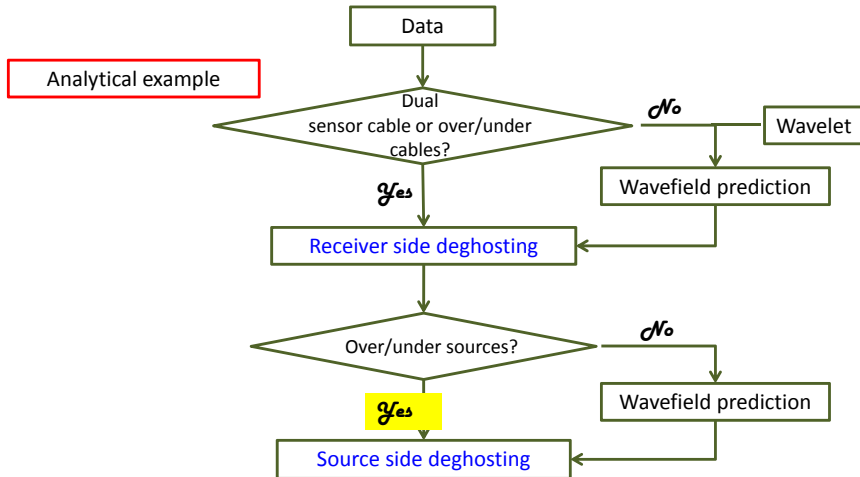 Data
Analytical example
Dual
sensor cable or over/under
cables?
No
Wavelet
Yes
Wavefield prediction
Receiver side deghosting
Over/under sources?
No
Yes
Wavefield prediction
Source side deghosting